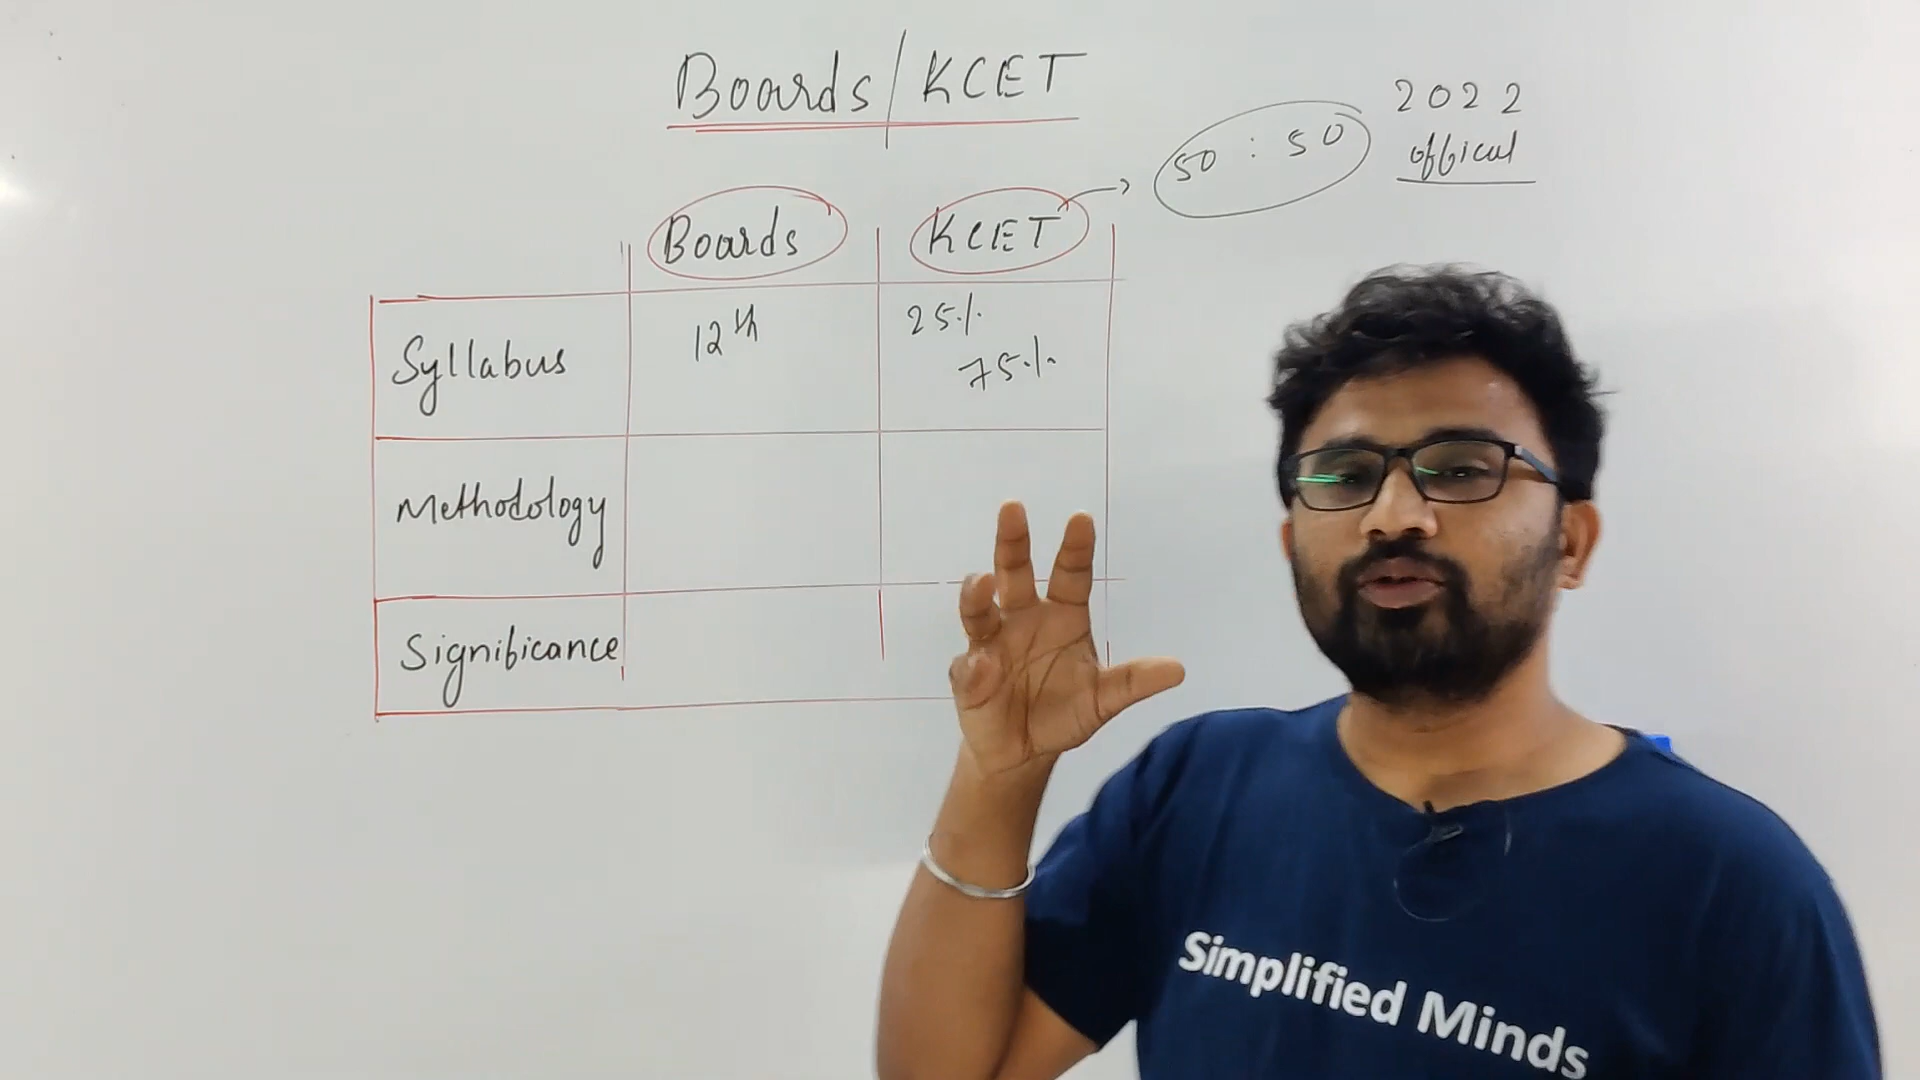 Boards/KCET
2022
offical
50 : 50
Boards
KCET
Syllabus
12th
25%
75%
Methodology
Significance
Simplified Minds